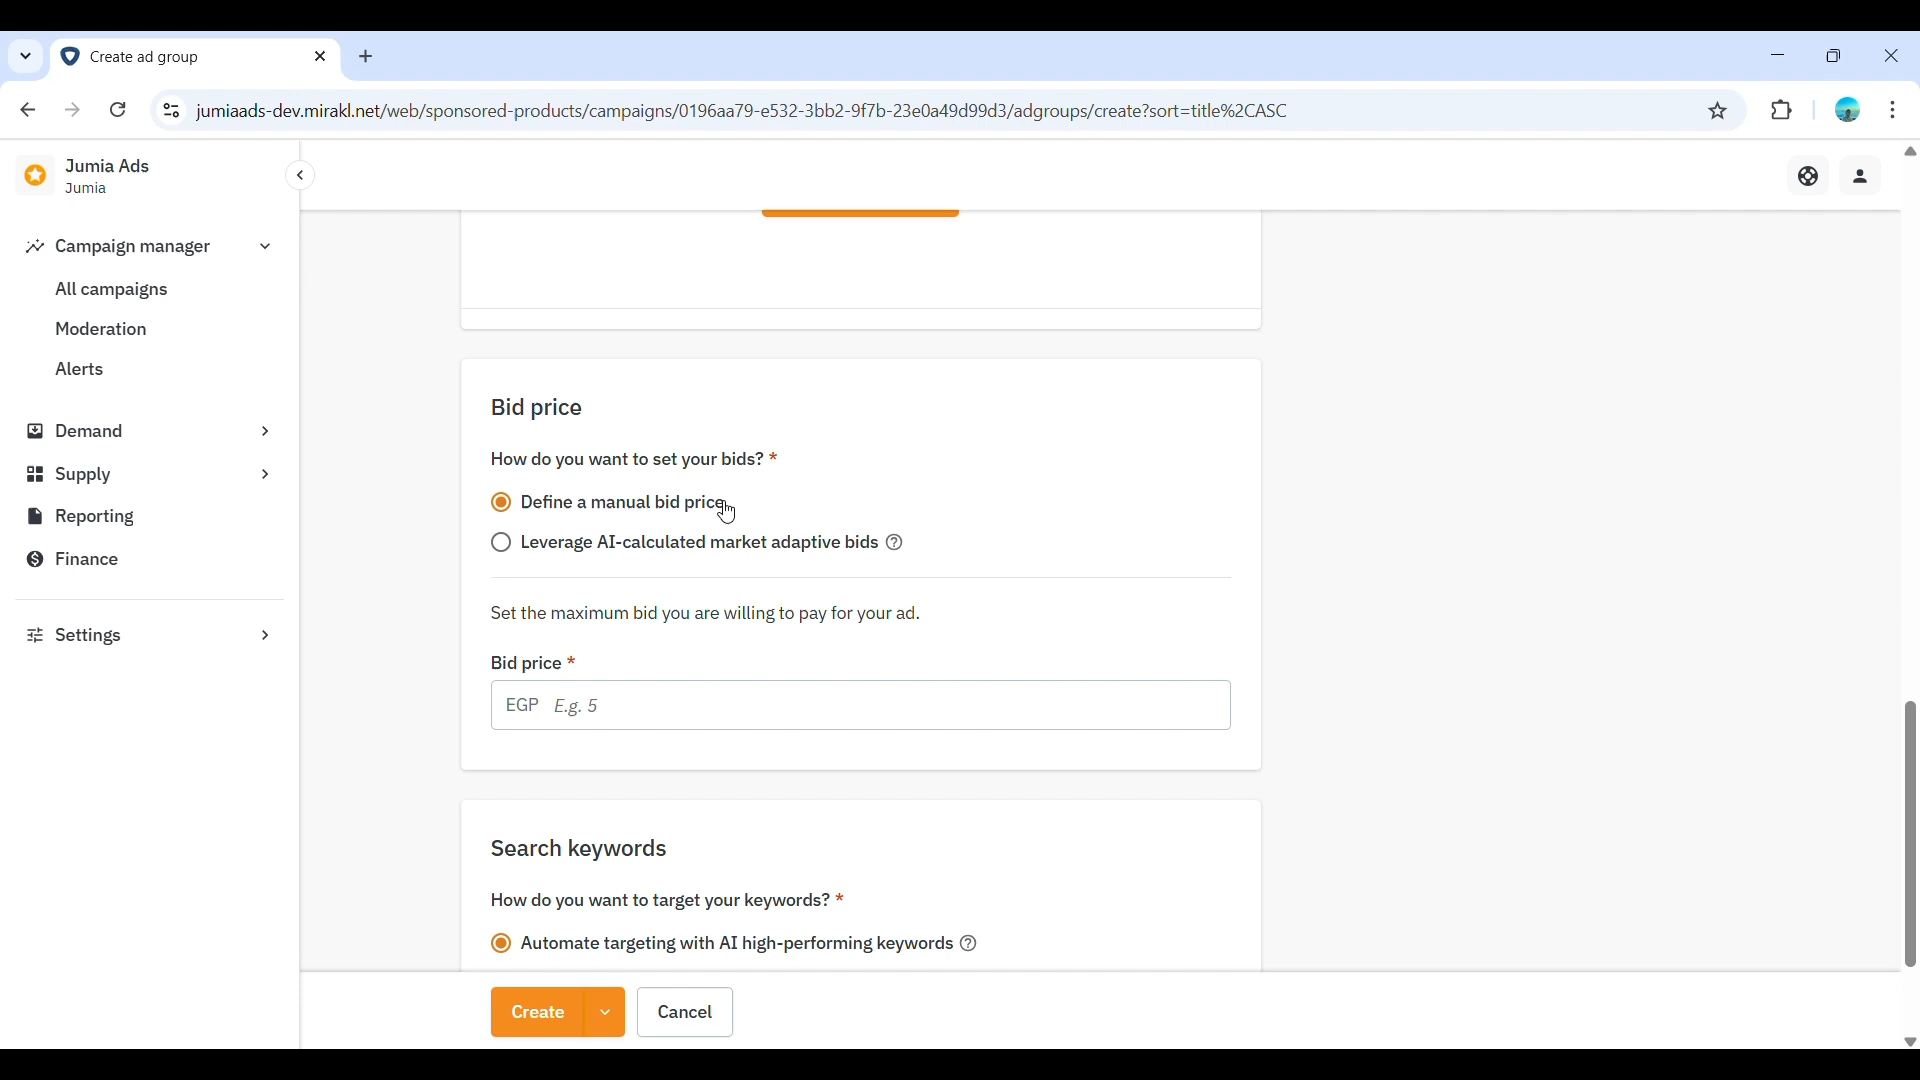 Create ad group
jumiaads-dev.mirakl.net/web/sponsored-products/campaigns/0196aa79-e532-3bb2-9f7b-23e0a49d99d3/adgroups/create?sort=title%2CASC
Jumia Ads
Jumia
Campaign manager
All campaigns
Moderation
Alerts
Demand
Supply
Reporting
Finance
Settings
Bid price
How do you want to set your bids? *
Define a manual bid price
Leverage AI-calculated market adaptive bids
Set the maximum bid you are willing to pay for your ad.
Bid price *
EGP E.g. 5
Search keywords
How do you want to target your keywords? *
Automate targeting with AI high-performing keywords
Create
Cancel